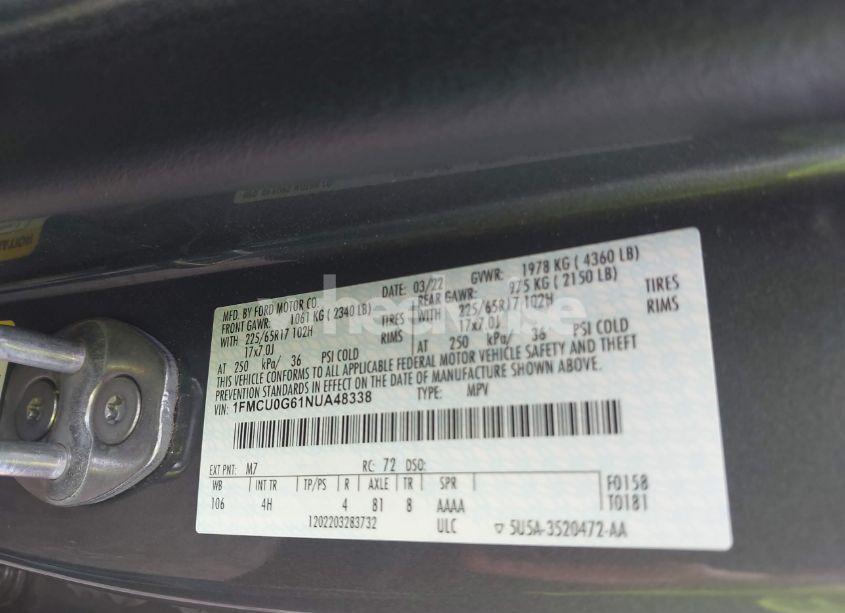 MFD. BY FORD MOTOR CO.
DATE: 03/22 GVWR: 1978 KG ( 4360 LB)
FRONT GAWR: 1061 KG ( 2340 LB) REAR GAWR: 975 KG ( 2150 LB)
WITH 225/65R17 102H TIRES WITH 225/65R17 102H TIRES
17x7.0J RIMS 17x7.0J RIMS
AT 250 kPa/ 36 PSI COLD AT 250 kPa/ 36 PSI COLD
THIS VEHICLE CONFORMS TO ALL APPLICABLE FEDERAL MOTOR VEHICLE SAFETY AND THEFT
PREVENTION STANDARDS IN EFFECT ON THE DATE OF MANUFACTURE SHOWN ABOVE.
VIN: 1FMCU0G61NUA48338 TYPE: MPV
EXT PNT: M7 RC: 72 DSO:
WB INT TR TP/PS R AXLE TR SPR F0158
106 4H 4 81 8 AAAA T0181
1202203283732 ULC 5U5A-3520472-AA